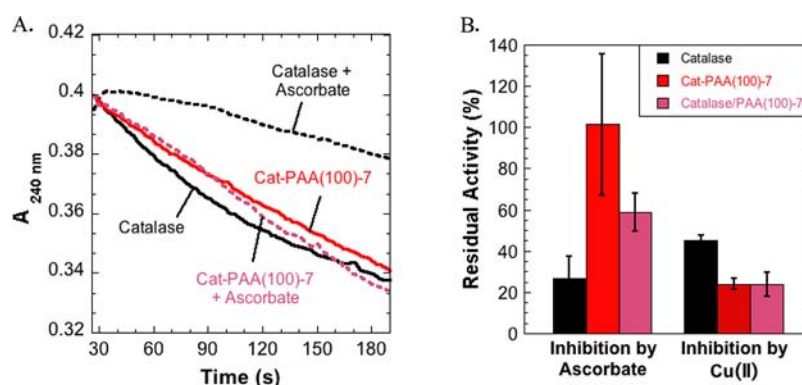 A.
0.42
0.4
0.38
0.36
0.34
0.32
A 240 nm
30 60 90 120 150 180
Time (s)
Catalase +
Ascorbate
Cat-PAA(100)-7
Catalase
Cat-PAA(100)-7
+ Ascorbate
B.
140
120
100
80
60
40
20
0
Residual Activity (%)
Catalase
Cat-PAA(100)-7
Catalase/PAA(100)-7
Inhibition by
Ascorbate
Inhibition by
Cu(II)